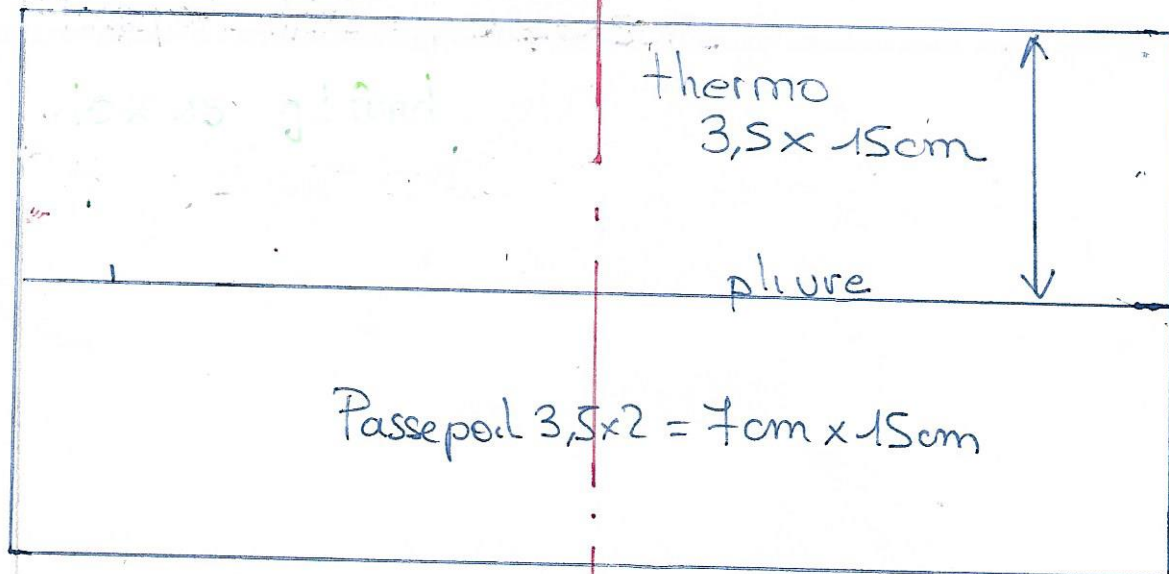 thermo
3,5 x 15cm
pliure
Passepoil 3,5x2 = 7cm x 15cm